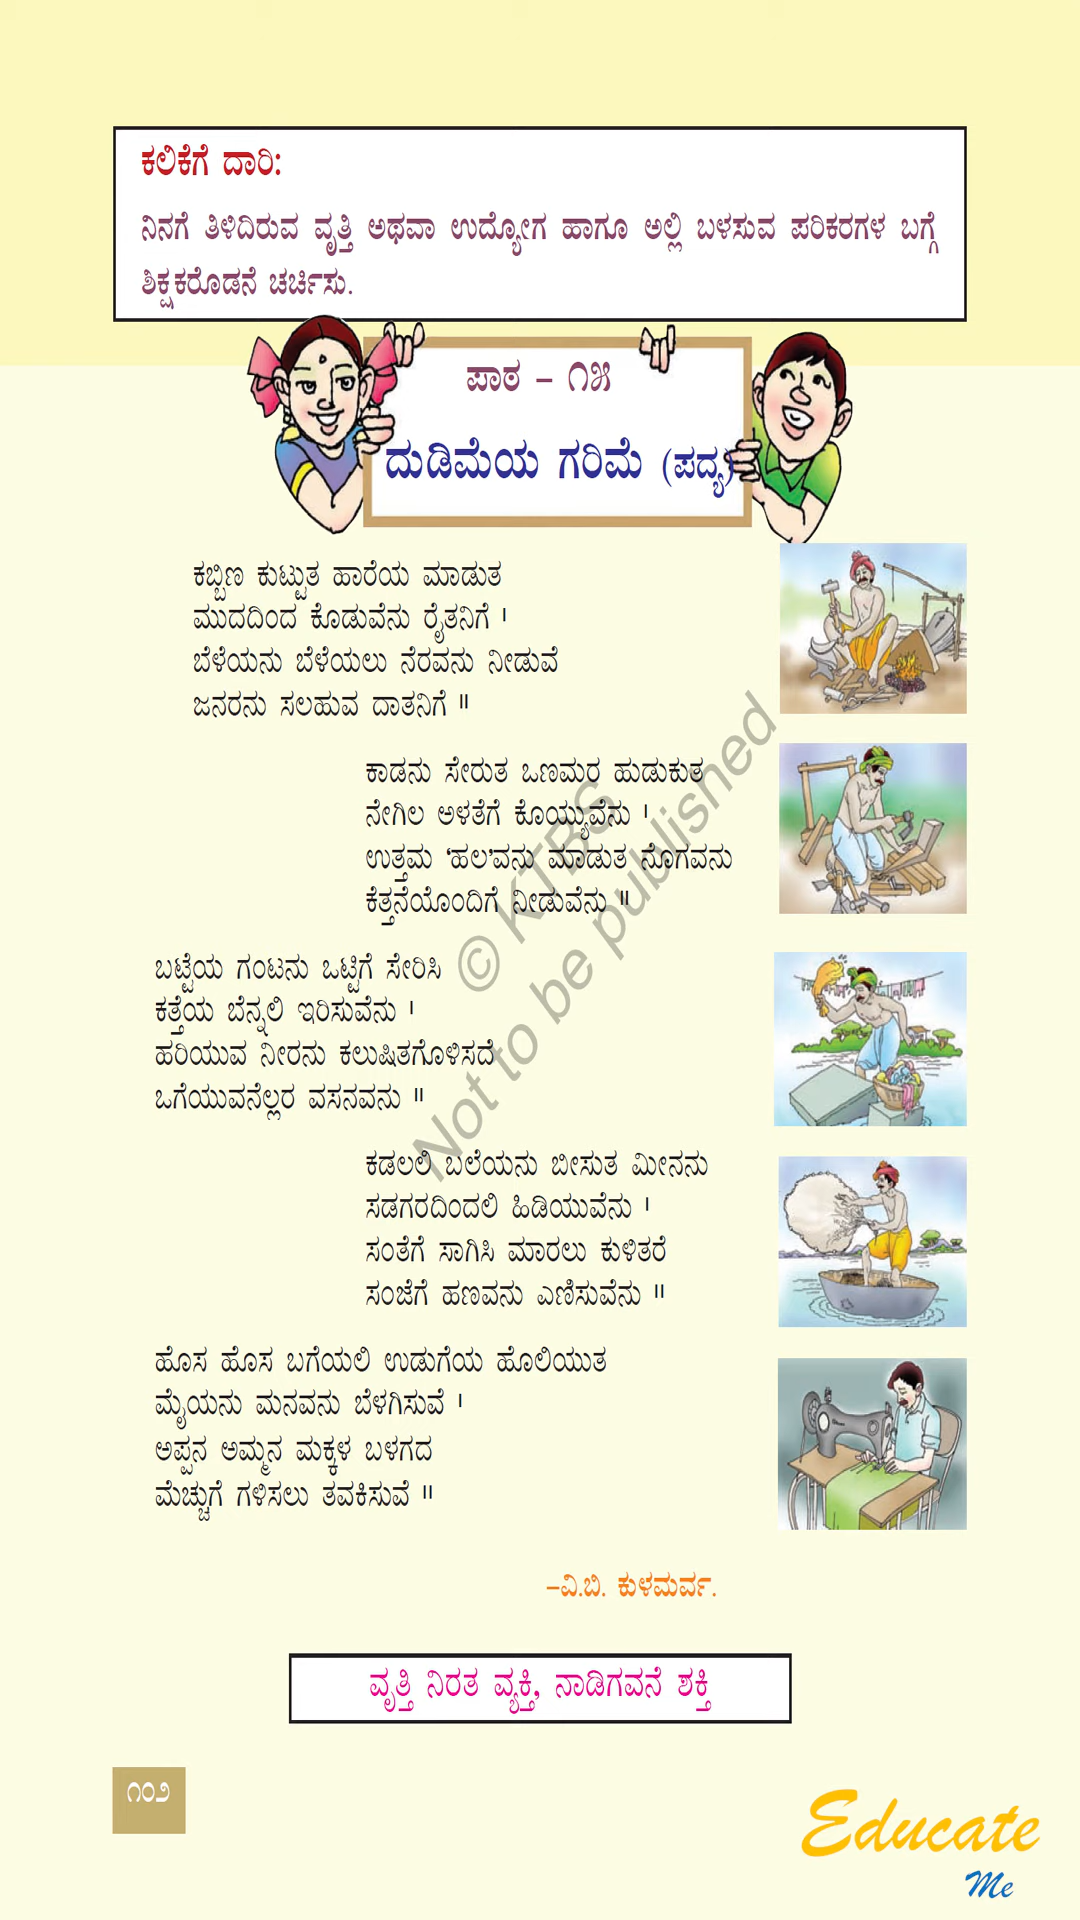 ಕಲಿಕೆಗೆ ದಾರಿ:
ನಿನಗೆ ತಿಳಿದಿರುವ ವೃತ್ತಿ ಅಥವಾ ಉದ್ಯೋಗ ಹಾಗೂ ಅಲ್ಲಿ ಬಳಸುವ ಪರಿಕರಗಳ ಬಗ್ಗೆ
ಶಿಕ್ಷಕರೊಡನೆ ಚರ್ಚಿಸು.
ಪಾಠ – ೧೫
ದುಡಿಮೆಯ ಗರಿಮೆ (ಪದ್ಯ)
ಕಬ್ಬಿಣ ಕುಟ್ಟುತ ಹಾರೆಯ ಮಾಡುತ
ಮುದದಿಂದ ಕೊಡುವೆನು ರೈತನಿಗೆ ।
ಬೆಳೆಯನು ಬೆಳೆಯಲು ನೆರವನು ನೀಡುವೆ
ಜನರನು ಸಲಹುವ ದಾತನಿಗೆ ॥
ಕಾಡನು ಸೇರುತ ಒಣಮರ ಹುಡುಕುತ
ನೇಗಿಲ ಅಳತೆಗೆ ಕೊಯ್ಯುವೆನು ।
ಉತ್ತಮ ‘ಹಲ’ವನು ಮಾಡುತ ನೊಗವನು
ಕೆತ್ತನೆಯೊಂದಿಗೆ ನೀಡುವೆನು ॥
ಬಟ್ಟೆಯ ಗಂಟನು ಒಟ್ಟಿಗೆ ಸೇರಿಸಿ
ಕತ್ತೆಯ ಬೆನ್ನಲಿ ಇರಿಸುವೆನು ।
ಹರಿಯುವ ನೀರನು ಕಲುಷಿತಗೊಳಿಸದೆ
ಒಗೆಯುವನೆಲ್ಲರ ವಸನವನು ॥
ಕಡಲಲಿ ಬಲೆಯನು ಬೀಸುತ ಮೀನನು
ಸಡಗರದಿಂದಲಿ ಹಿಡಿಯುವೆನು ।
ಸಂತೆಗೆ ಸಾಗಿಸಿ ಮಾರಲು ಕುಳಿತರೆ
ಸಂಜೆಗೆ ಹಣವನು ಎಣಿಸುವೆನು ॥
ಹೊಸ ಹೊಸ ಬಗೆಯಲಿ ಉಡುಗೆಯ ಹೊಲಿಯುತ
ಮೈಯನು ಮನವನು ಬೆಳಗಿಸುವೆ ।
ಅಪ್ಪನ ಅಮ್ಮನ ಮಕ್ಕಳ ಬಳಗದ
ಮೆಚ್ಚುಗೆ ಗಳಿಸಲು ತವಕಿಸುವೆ ॥
© KTBS
Not to be published
–ವಿ.ಬಿ. ಕುಳಮರ್ವ.
ವೃತ್ತಿ ನಿರತ ವ್ಯಕ್ತಿ, ನಾಡಿಗವನೆ ಶಕ್ತಿ
೧೦೨
Educate
Me